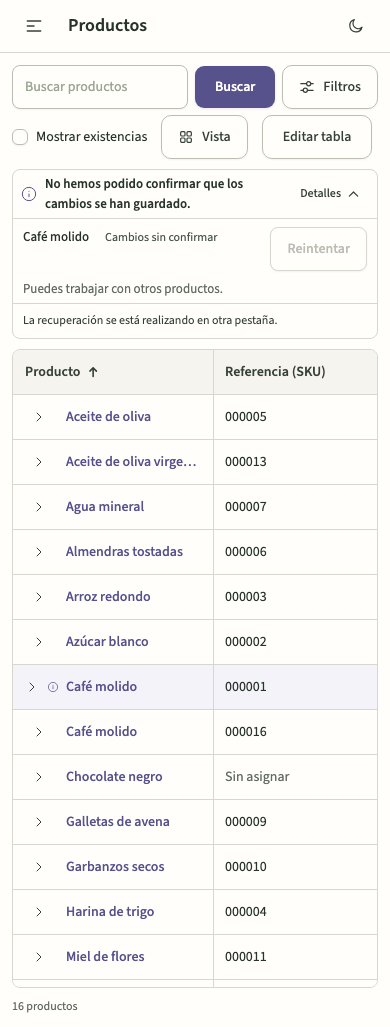 Productos
Buscar productos
Buscar
Filtros
Mostrar existencias
Vista
Editar tabla
No hemos podido confirmar que los
cambios se han guardado.
Detalles
Café molido
Cambios sin confirmar
Reintentar
Puedes trabajar con otros productos.
La recuperación se está realizando en otra pestaña.
Producto
Referencia (SKU)
Aceite de oliva 000005
Aceite de oliva virge... 000013
Agua mineral 000007
Almendras tostadas 000006
Arroz redondo 000003
Azúcar blanco 000002
Café molido 000001
Café molido 000016
Chocolate negro Sin asignar
Galletas de avena 000009
Garbanzos secos 000010
Harina de trigo 000004
Miel de flores 000011
16 productos